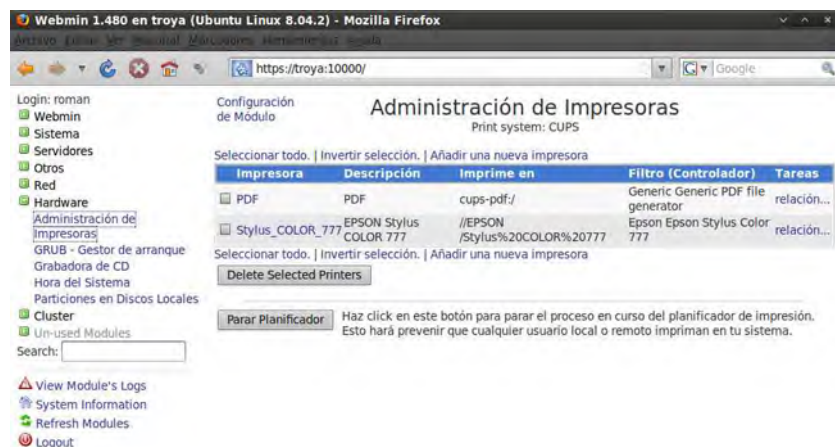 Webmin 1.480 en troya (Ubuntu Linux 8.04.2) - Mozilla Firefox
Archivo Editar Ver Historial Marcadores Herramientas Ayuda
https://troya:10000/
Google
Login: roman
Webmin
Sistema
Servidores
Otros
Red
Hardware
Administración de
Impresoras
GRUB - Gestor de arranque
Grabadora de CD
Hora del Sistema
Particiones en Discos Locales
Cluster
Un-used Modules
Search:
View Module's Logs
System Information
Refresh Modules
Logout
Configuración
de Módulo
Administración de Impresoras
Print system: CUPS
Seleccionar todo. | Invertir selección. | Añadir una nueva impresora
Impresora Descripción Imprime en Filtro (Controlador) Tareas
PDF PDF cups-pdf:/ Generic Generic PDF file
generator relación...
Stylus_COLOR_777 EPSON Stylus
COLOR 777 //EPSON
/Stylus%20COLOR%20777 Epson Epson Stylus Color
777 relación...
Seleccionar todo. | Invertir selección. | Añadir una nueva impresora
Delete Selected Printers
Parar Planificador
Haz click en este botón para parar el proceso en curso del planificador de impresión.
Esto hará prevenir que cualquier usuario local o remoto impriman en tu sistema.